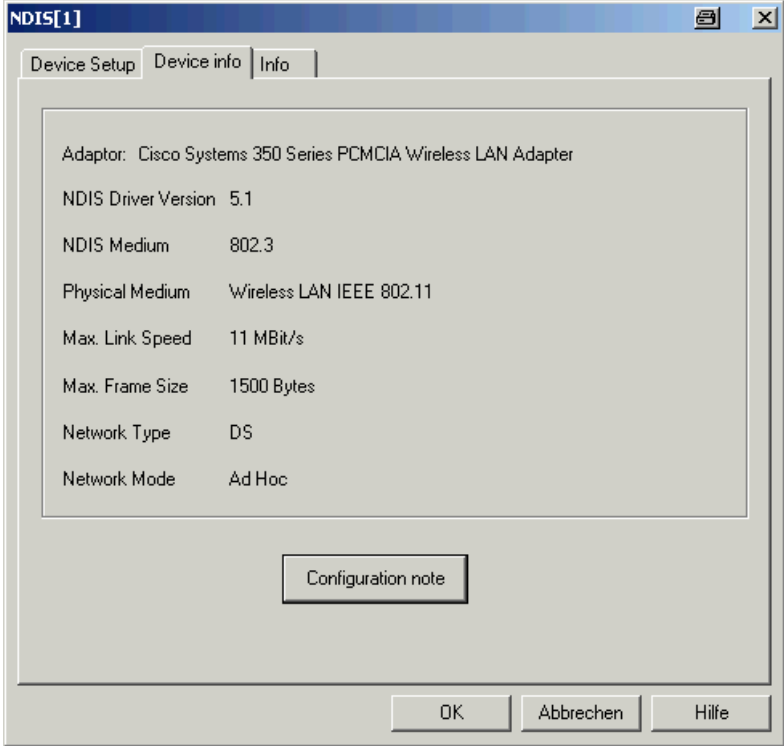 NDIS[1]
Device Setup
Device info
Info
Adaptor: Cisco Systems 350 Series PCMCIA Wireless LAN Adapter
NDIS Driver Version 5.1
NDIS Medium 802.3
Physical Medium Wireless LAN IEEE 802.11
Max. Link Speed 11 MBit/s
Max. Frame Size 1500 Bytes
Network Type DS
Network Mode Ad Hoc
Configuration note
OK
Abbrechen
Hilfe